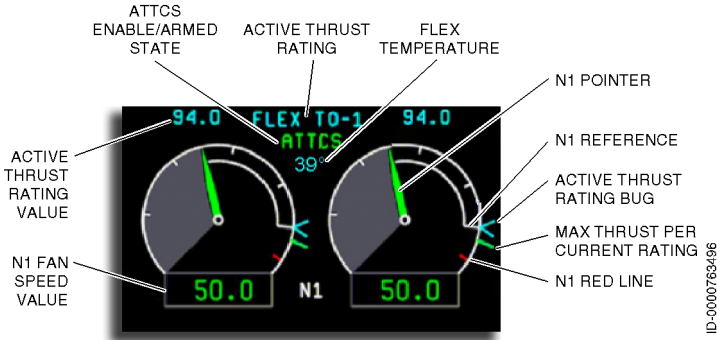 ATTCS
ENABLE/ARMED
STATE
ACTIVE THRUST
RATING
FLEX
TEMPERATURE
94.0 FLEX TO-1 94.0
ATTCS
39°
50.0 N1 50.0
ACTIVE
THRUST
RATING
VALUE
N1 FAN
SPEED
VALUE
N1 POINTER
N1 REFERENCE
ACTIVE THRUST
RATING BUG
MAX THRUST PER
CURRENT RATING
N1 RED LINE
ID-0000763496